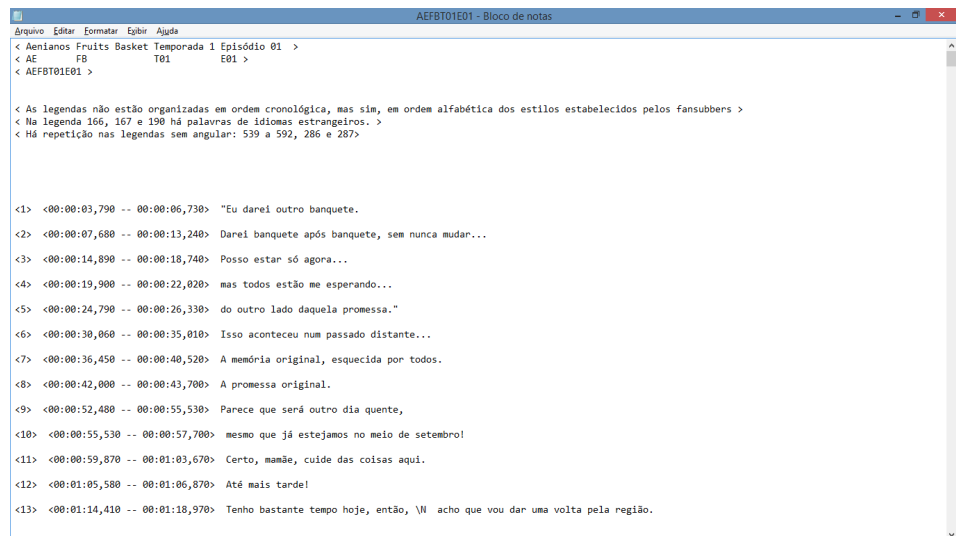 AEFBT01E01 - Bloco de notas
Arquivo Editar Formatar Exibir Ajuda
< Aenianos Fruits Basket Temporada 1 Episódio 01 >
< AE FB T01 E01 >
< AEFBT01E01 >
< As legendas não estão organizadas em ordem cronológica, mas sim, em ordem alfabética dos estilos estabelecidos pelos fansubbers >
< Na legenda 166, 167 e 190 há palavras de idiomas estrangeiros. >
< Há repetição nas legendas sem angular: 539 a 592, 286 e 287>
<1> <00:00:03,790 -- 00:00:06,730> "Eu darei outro banquete.
<2> <00:00:07,680 -- 00:00:13,240> Darei banquete após banquete, sem nunca mudar...
<3> <00:00:14,890 -- 00:00:18,740> Posso estar só agora...
<4> <00:00:19,900 -- 00:00:22,020> mas todos estão me esperando...
<5> <00:00:24,790 -- 00:00:26,330> do outro lado daquela promessa."
<6> <00:00:30,060 -- 00:00:35,010> Isso aconteceu num passado distante...
<7> <00:00:36,450 -- 00:00:40,520> A memória original, esquecida por todos.
<8> <00:00:42,000 -- 00:00:43,700> A promessa original.
<9> <00:00:52,480 -- 00:00:55,530> Parece que será outro dia quente,
<10> <00:00:55,530 -- 00:00:57,700> mesmo que já estejamos no meio de setembro!
<11> <00:00:59,870 -- 00:01:03,670> Certo, mamãe, cuide das coisas aqui.
<12> <00:01:05,580 -- 00:01:06,870> Até mais tarde!
<13> <00:01:14,410 -- 00:01:18,970> Tenho bastante tempo hoje, então, \N acho que vou dar uma volta pela região.